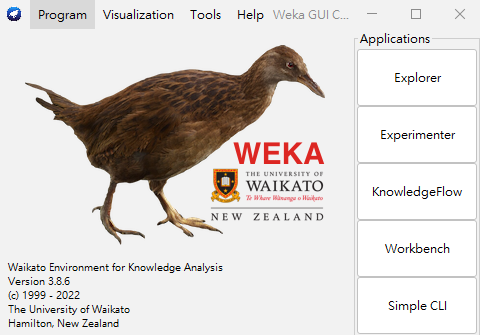 Program Visualization Tools Help Weka GUI C...
Applications
Explorer
Experimenter
KnowledgeFlow
Workbench
Simple CLI
WEKA
THE UNIVERSITY OF
WAIKATO
Te Whare Wānanga o Waikato
NEW ZEALAND
Waikato Environment for Knowledge Analysis
Version 3.8.6
(c) 1999 - 2022
The University of Waikato
Hamilton, New Zealand